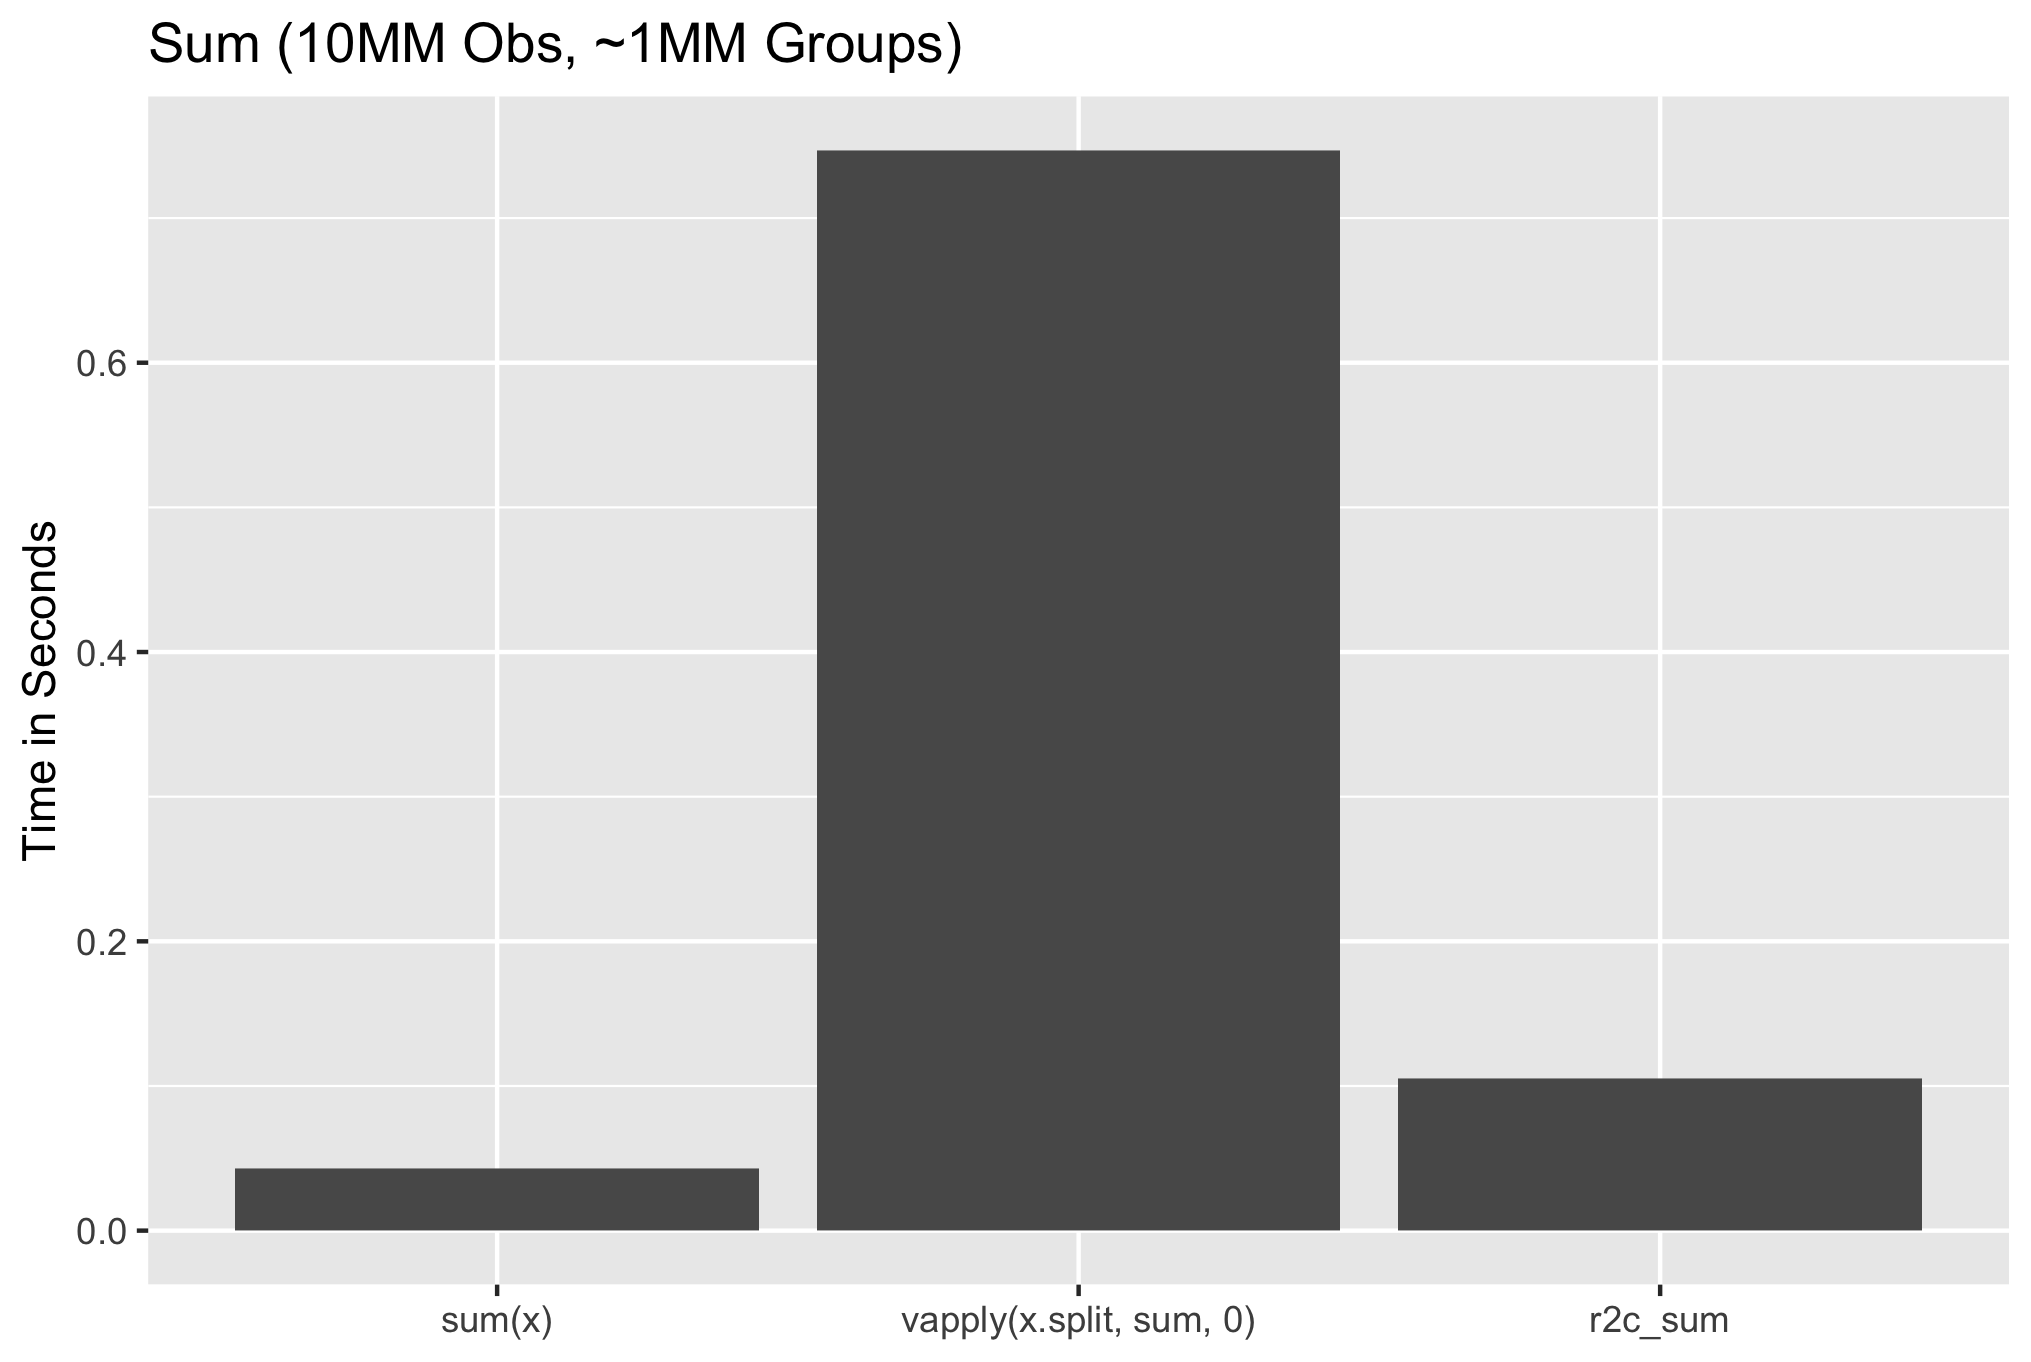 Sum (10MM Obs, ~1MM Groups)
Time in Seconds
0.6
0.4
0.2
0.0
sum(x)
vapply(x.split, sum, 0)
r2c_sum